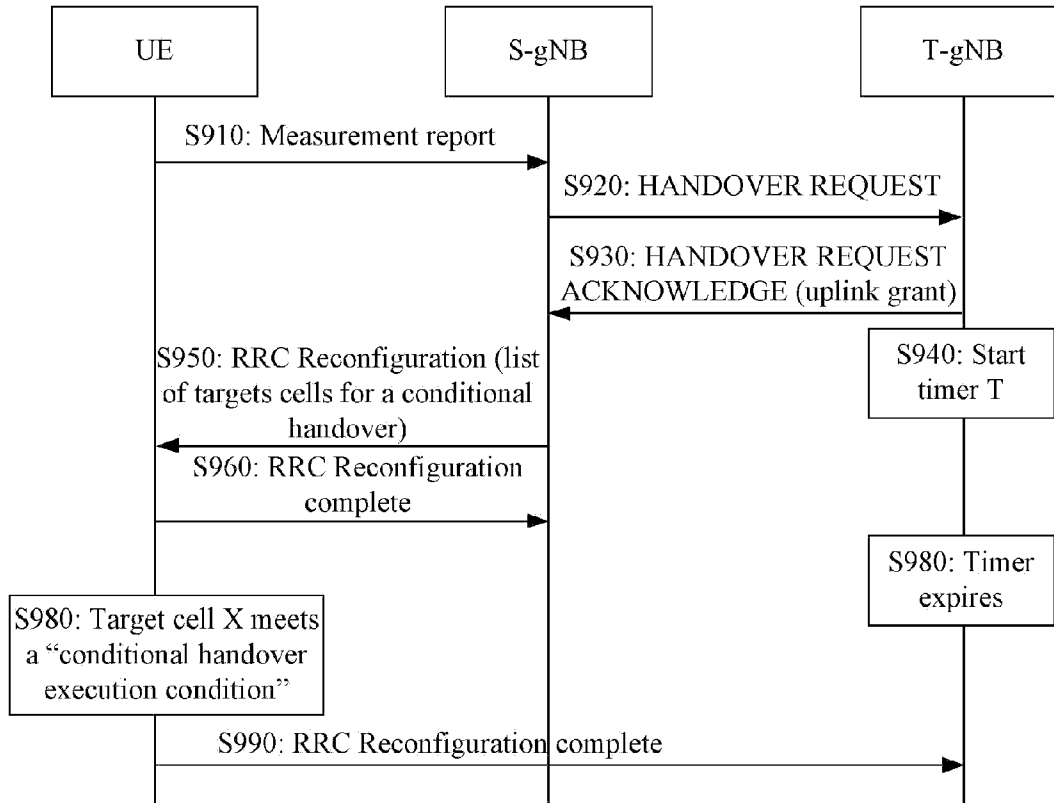 UE
S-gNB
T-gNB
S910: Measurement report
S920: HANDOVER REQUEST
S930: HANDOVER REQUEST
ACKNOWLEDGE (uplink grant)
S940: Start
timer T
S950: RRC Reconfiguration (list
of targets cells for a conditional
handover)
S960: RRC Reconfiguration
complete
S980: Timer
expires
S980: Target cell X meets
a “conditional handover
execution condition”
S990: RRC Reconfiguration complete